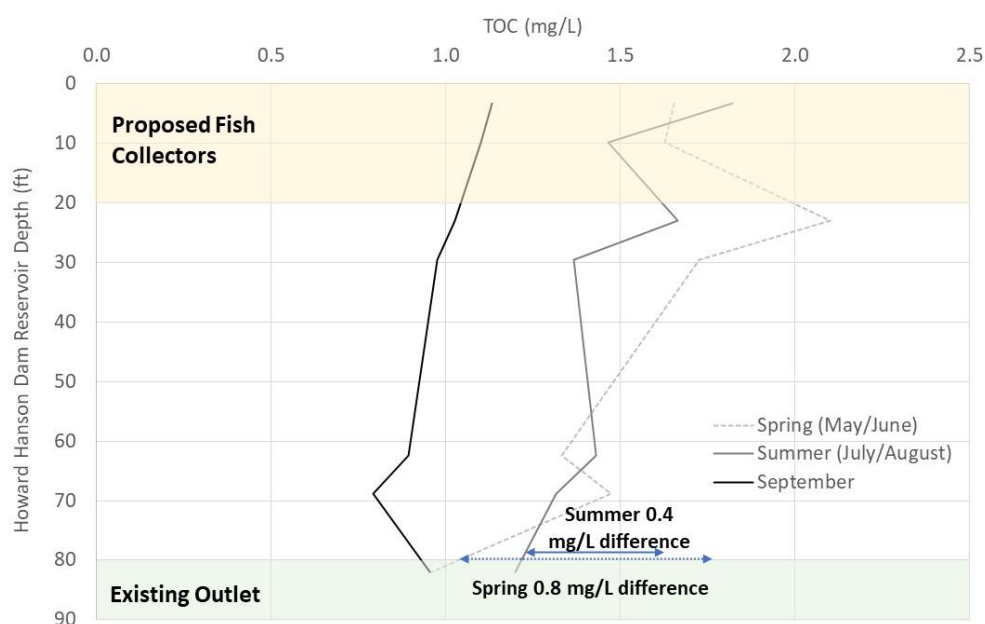 TOC (mg/L)
0.0 0.5 1.0 1.5 2.0 2.5
Howard Hanson Dam Reservoir Depth (ft)
0
10
20
30
40
50
60
70
80
90
Proposed Fish
Collectors
Spring (May/June)
Summer (July/August)
September
Summer 0.4
mg/L difference
Spring 0.8 mg/L difference
Existing Outlet